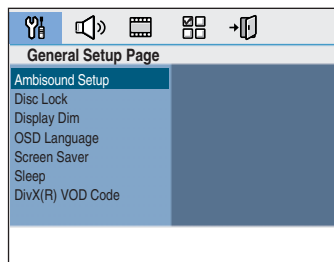 General Setup Page
Ambisound Setup
Disc Lock
Display Dim
OSD Language
Screen Saver
Sleep
DivX(R) VOD Code